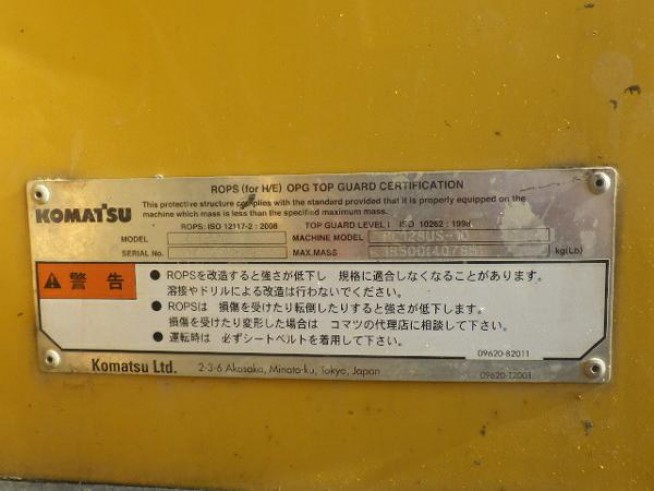 ROPS (for H/E) OPG TOP GUARD CERTIFICATION
KOMATSU
This protective structure complies with the standard provided that it is properly equipped on the
machine which mass is less than the specified maximum mass.
ROPS: ISO 12117-2 : 2008 TOP GUARD LEVEL I ISO 10262 : 1998
MODEL MACHINE MODEL
SERIAL No. MAX.MASS kg(Lb)
警告
● ROPSを改造すると強さが低下し 規格に適合しなくなることがあります。
溶接やドリルによる改造は行わないでください。
● ROPSは 損傷を受けたり転倒したりすると強さが低下します。
損傷を受けたり変形した場合は コマツの代理店に相談して下さい。
● 運転時は 必ずシートベルトを着用して下さい。
09620-B2011
Komatsu Ltd. 2-3-6 Akasaka, Minato-ku, Tokyo, Japan